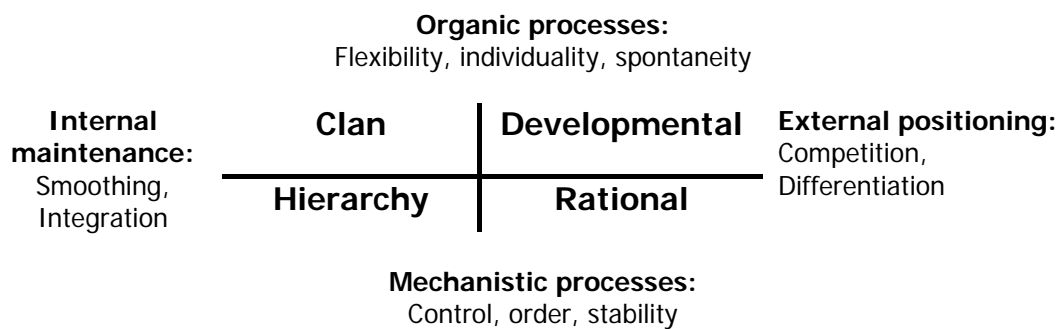 Organic processes:
Flexibility, individuality, spontaneity
Internal
maintenance:
Smoothing,
Integration
Clan
Developmental
Hierarchy
Rational
External positioning:
Competition,
Differentiation
Mechanistic processes:
Control, order, stability